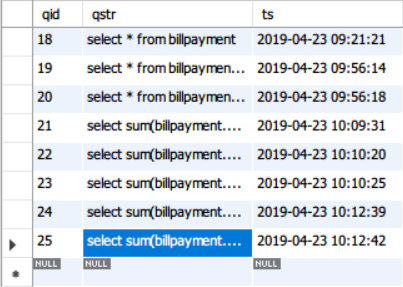 qid qstr ts
18 select * from billpayment 2019-04-23 09:21:21
19 select * from billpaymen... 2019-04-23 09:56:14
20 select * from billpaymen... 2019-04-23 09:56:18
21 select sum(billpayment.... 2019-04-23 10:09:31
22 select sum(billpayment.... 2019-04-23 10:10:20
23 select sum(billpayment.... 2019-04-23 10:10:25
24 select sum(billpayment.... 2019-04-23 10:12:39
25 select sum(billpayment.... 2019-04-23 10:12:42
NULL NULL NULL